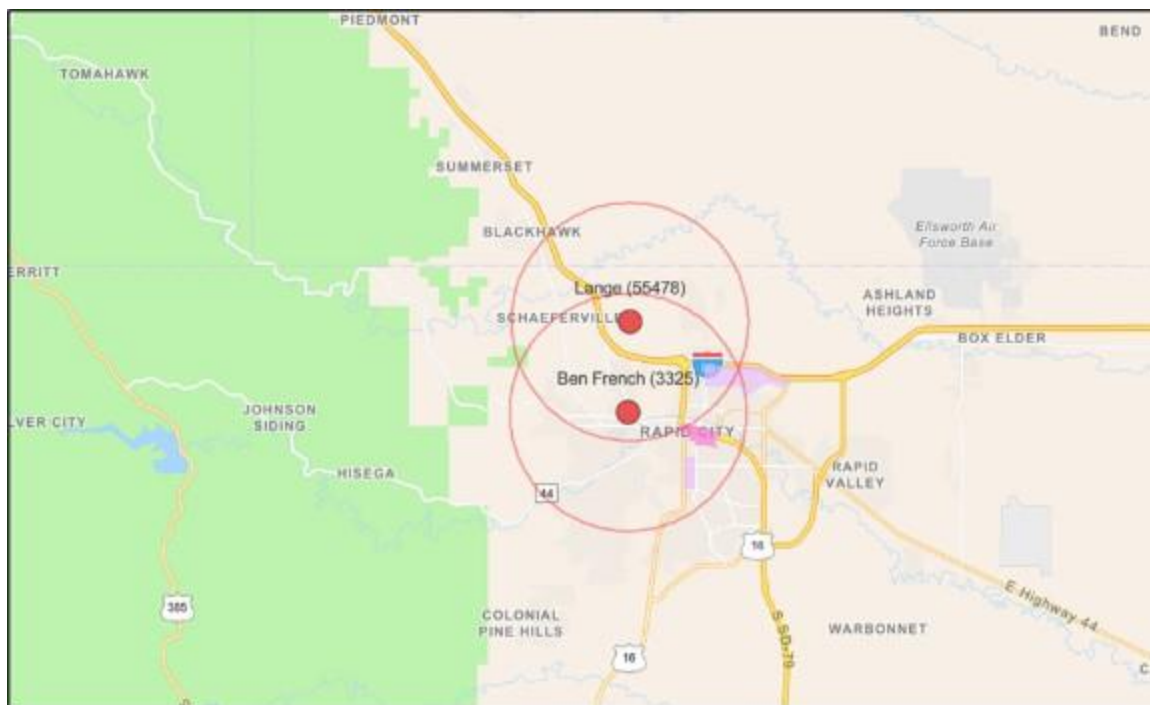 PIEDMONT
BEND
TOMAHAWK
SUMMERSET
BLACKHAWK
Ellsworth Air
Force Base
ERRITT
Lange (55478)
ASHLAND
HEIGHTS
SCHAEFERVILLE
BOX ELDER
Ben French (3325)
JOHNSON
SIDING
LVER CITY
RAPID CITY
HISEGA
RAPID
VALLEY
44
16
E Highway 44
385
COLONIAL
PINE HILLS
WARBONNET
S SD-79
16
C